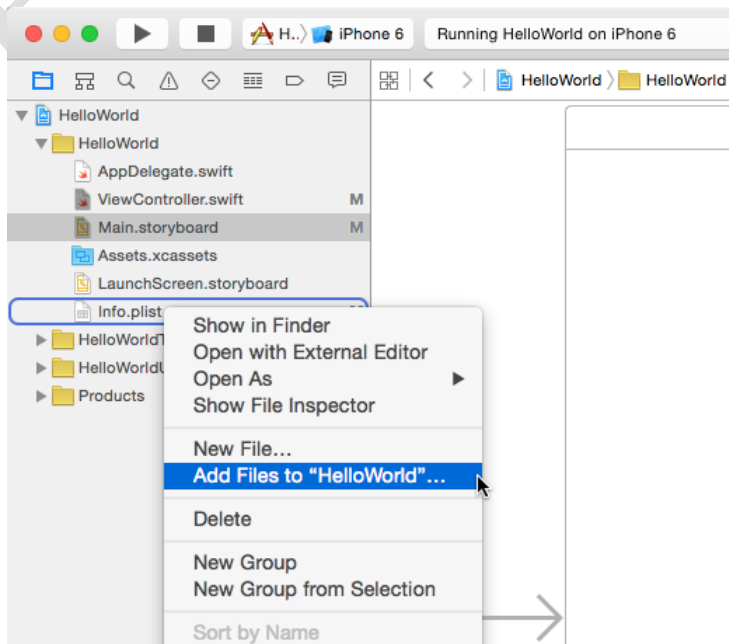 H..⟩ iPhone 6 Running HelloWorld on iPhone 6
HelloWorld ⟩ HelloWorld
HelloWorld
HelloWorld
AppDelegate.swift
ViewController.swift M
Main.storyboard M
Assets.xcassets
LaunchScreen.storyboard
Info.plist
HelloWorldT
HelloWorldU
Products
Show in Finder
Open with External Editor
Open As
Show File Inspector
New File...
Add Files to “HelloWorld”...
Delete
New Group
New Group from Selection
Sort by Name